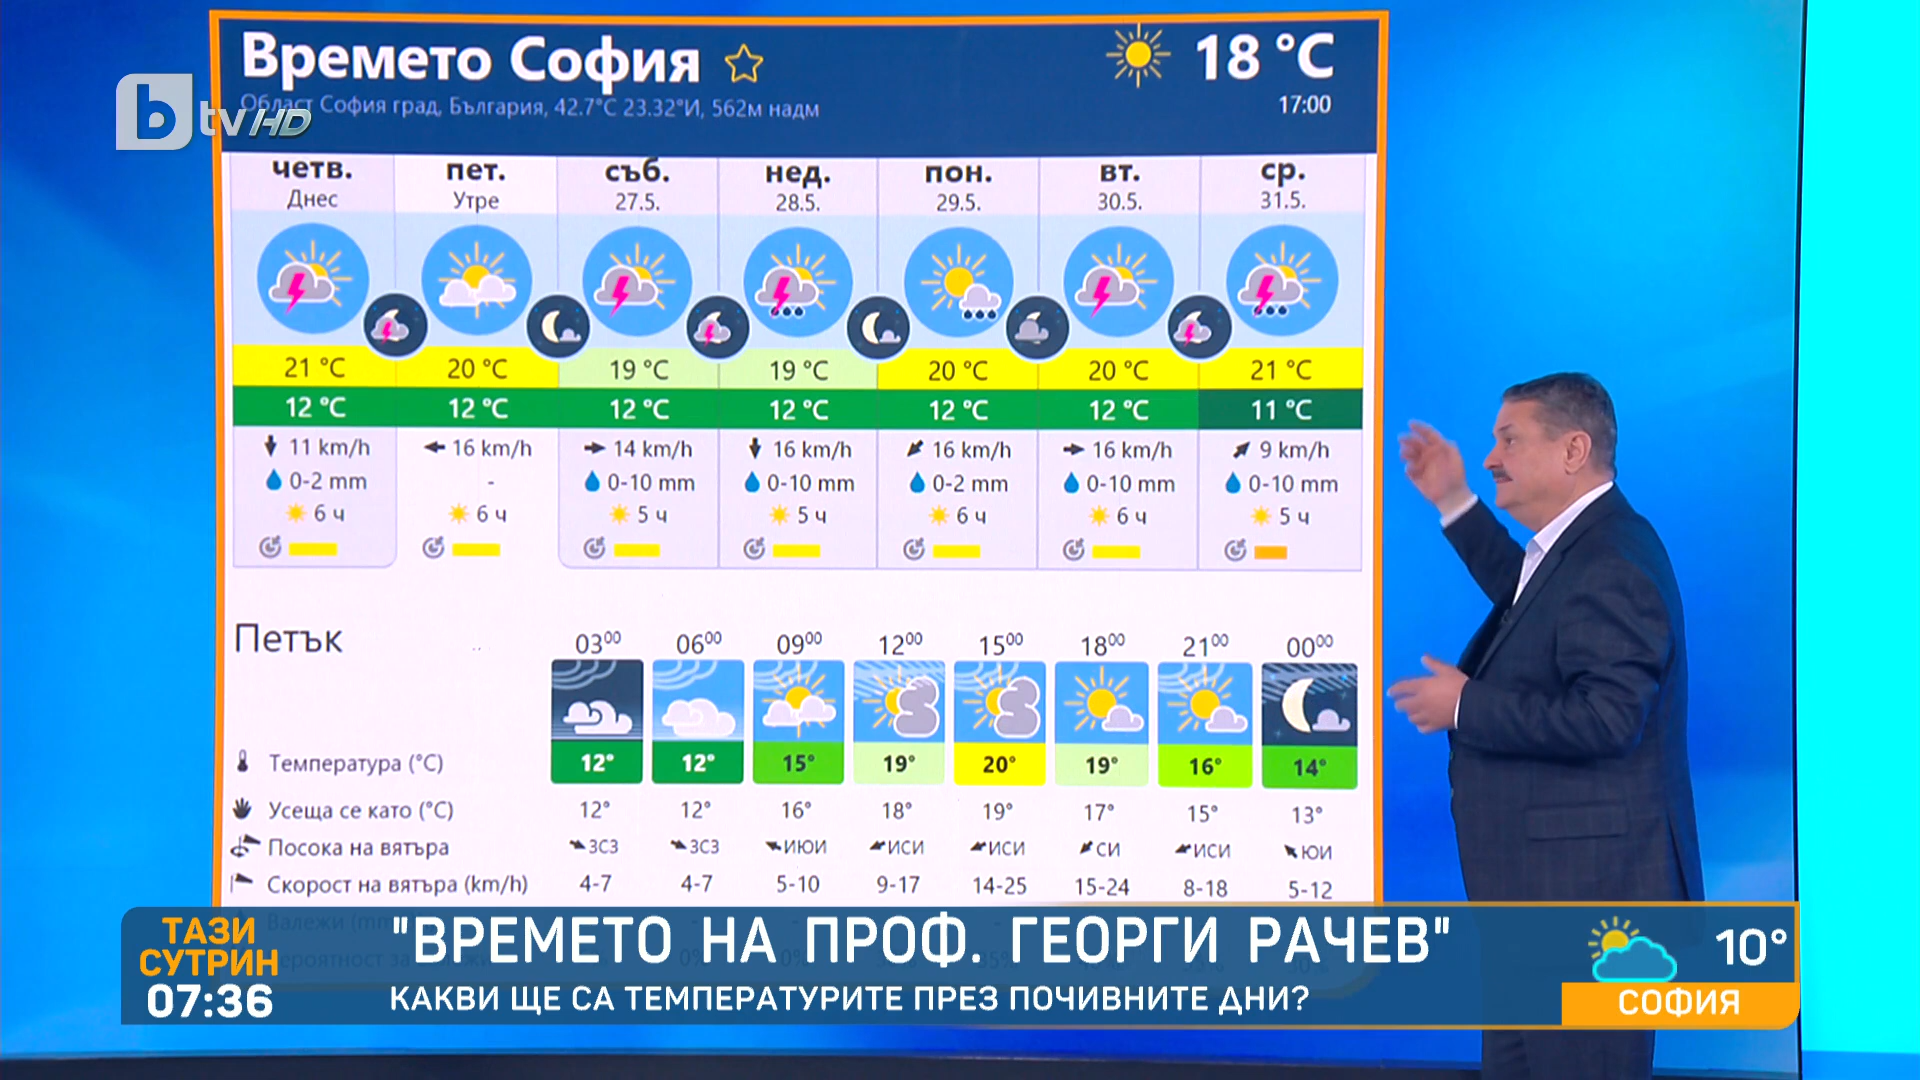 Времето София
18 °C
Област София град, България, 42.7°С 23.32°И, 562м надм
17:00
btv HD
четв. пет. съб. нед. пон. вт. ср.
Днес Утре 27.5. 28.5. 29.5. 30.5. 31.5.
21 °C 20 °C 19 °C 19 °C 20 °C 20 °C 21 °C
12 °C 12 °C 12 °C 12 °C 12 °C 12 °C 11 °C
11 km/h 16 km/h 14 km/h 16 km/h 16 km/h 16 km/h 9 km/h
0-2 mm - 0-10 mm 0-10 mm 0-2 mm 0-10 mm 0-10 mm
6 ч 6 ч 5 ч 5 ч 6 ч 6 ч 5 ч
Петък 03⁰⁰ 06⁰⁰ 09⁰⁰ 12⁰⁰ 15⁰⁰ 18⁰⁰ 21⁰⁰ 00⁰⁰
Температура (°C) 12° 12° 15° 19° 20° 19° 16° 14°
Усеща се като (°C) 12° 12° 16° 18° 19° 17° 15° 13°
Посока на вятъра ЗСЗ ЗСЗ ИЮИ ИСИ ИСИ СИ ИСИ ЮИ
Скорост на вятъра (km/h) 4-7 4-7 5-10 9-17 14-25 15-24 8-18 5-12
Валежи
ТАЗИ
СУТРИН
07:36
"ВРЕМЕТО НА ПРОФ. ГЕОРГИ РАЧЕВ"
КАКВИ ЩЕ СА ТЕМПЕРАТУРИТЕ ПРЕЗ ПОЧИВНИТЕ ДНИ?
10°
СОФИЯ